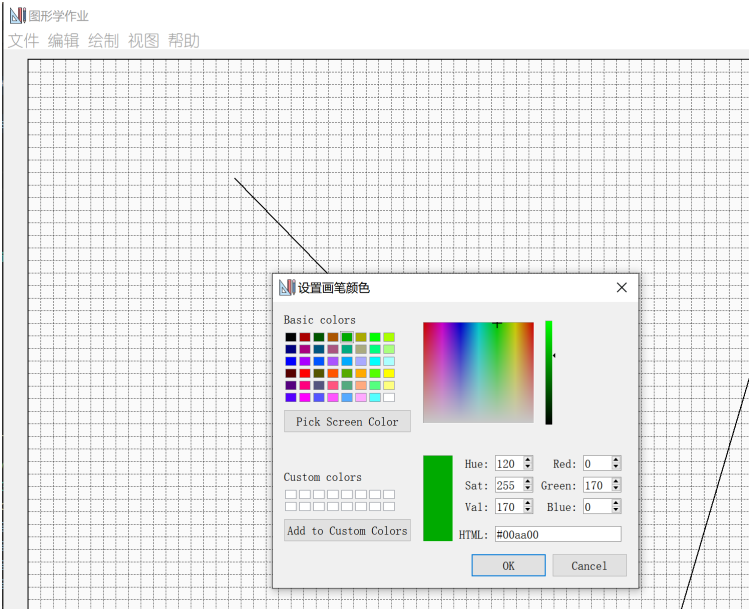 图形学作业
文件 编辑 绘制 视图 帮助
设置画笔颜色
Basic colors
Pick Screen Color
Custom colors
Add to Custom Colors
Hue: 120 Red: 0
Sat: 255 Green: 170
Val: 170 Blue: 0
HTML: #00aa00
OK Cancel